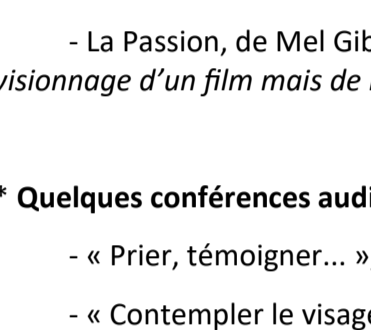 - La Passion, de Mel Gib
visionnage d'un film mais de
* Quelques conférences audi
- « Prier, témoigner... »
- « Contempler le visage